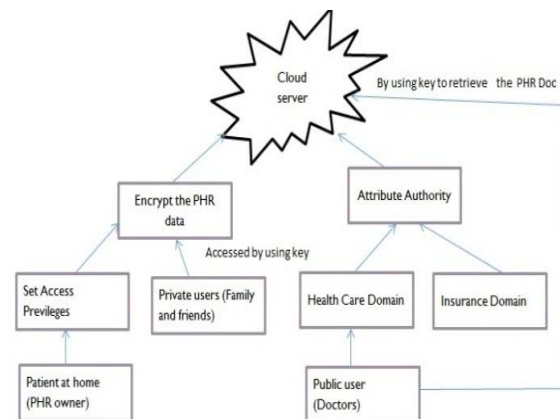 Cloud
server
By using key to retrieve the PHR Doc
Encrypt the PHR
data
Attribute Authority
Accessed by using key
Set Access
Previleges
Private users (Family
and friends)
Health Care Domain
Insurance Domain
Patient at home
(PHR owner)
Public user
(Doctors)